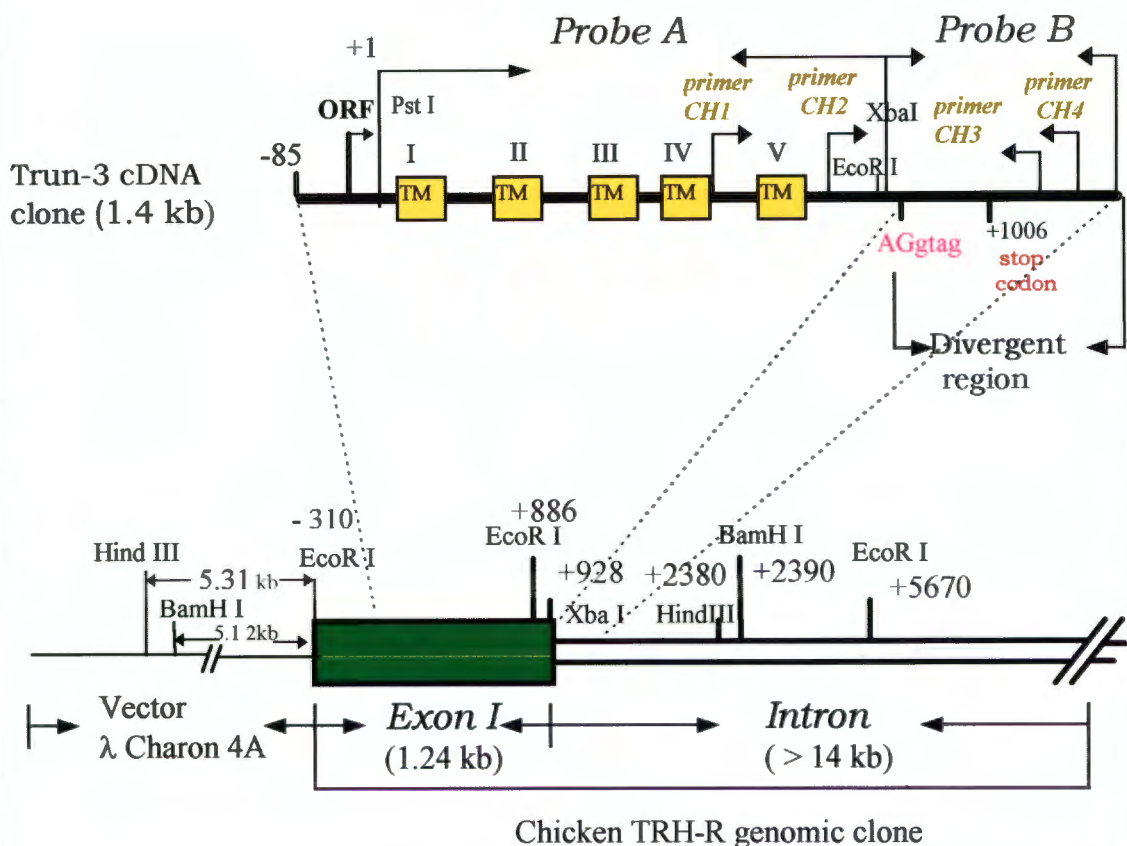 Probe A
Probe B
+1
primer CH1
primer CH2
primer CH3
primer CH4
ORF
Pst I
XbaI
EcoR I
-85
I
II
III
IV
V
Trun-3 cDNA
clone (1.4 kb)
TM
TM
TM
TM
TM
AGgtag
+1006
stop
codon
Divergent
region
- 310
EcoR I
+886
EcoR I
BamH I
+2390
EcoR I
+5670
Hind III
5.31 kb
+928
Xba I
+2380
HindIII
BamH I
5.1 2kb
Vector
λ Charon 4A
Exon I
(1.24 kb)
Intron
( > 14 kb)
Chicken TRH-R genomic clone